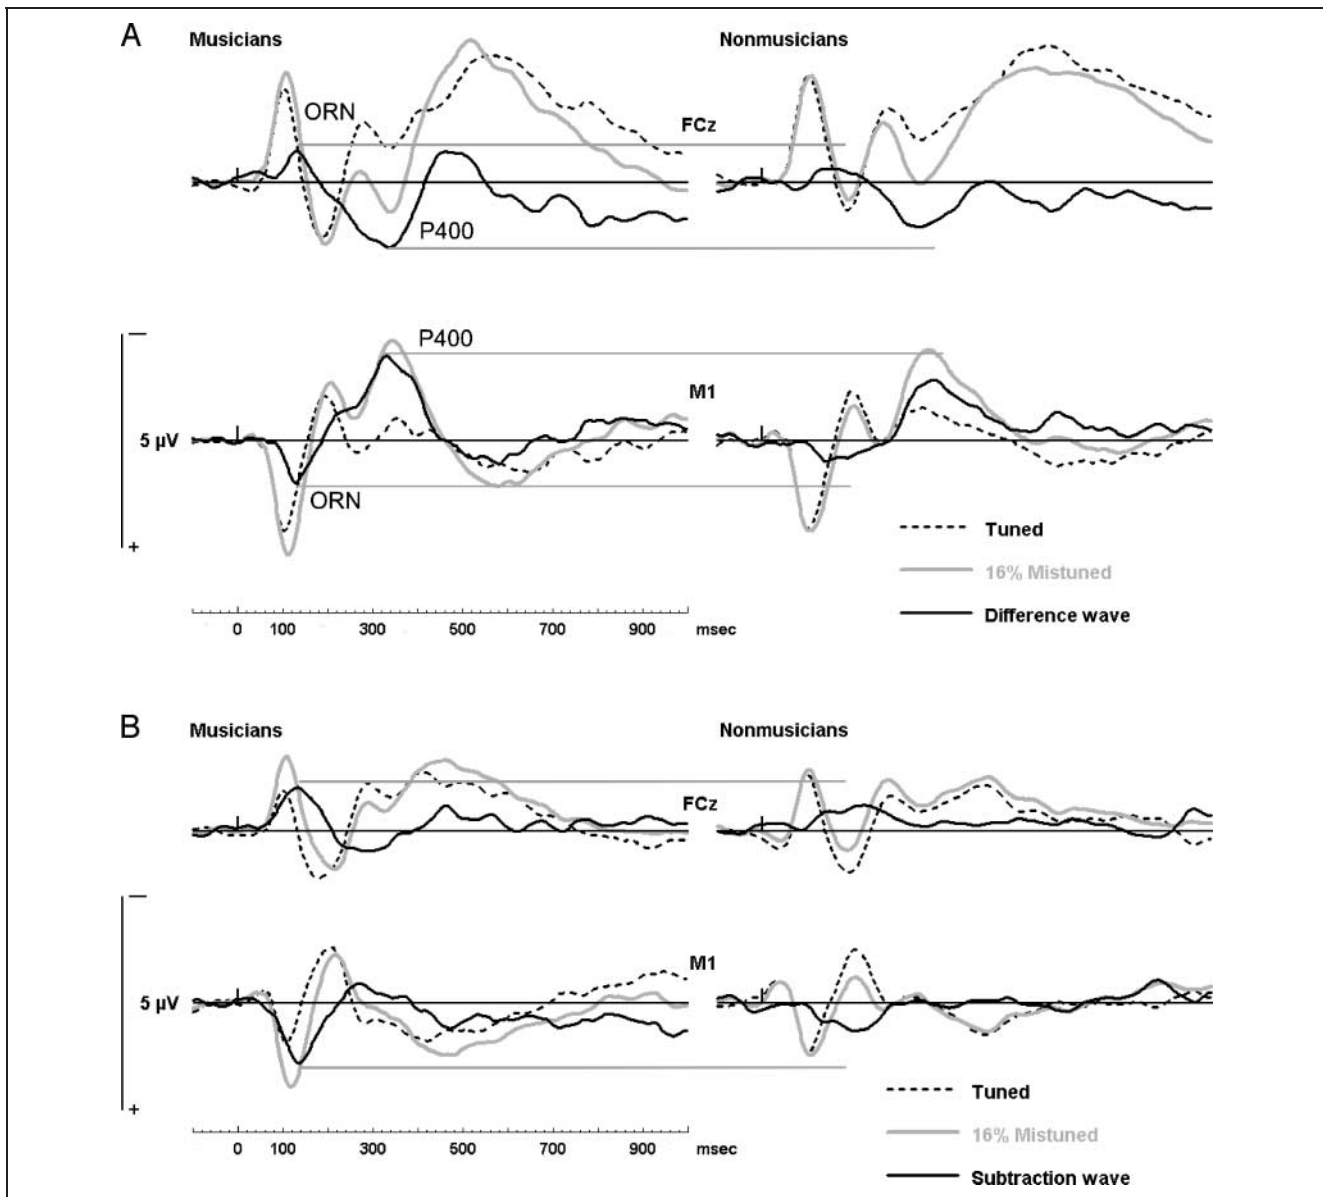 A
Musicians
Nonmusicians
ORN
FCz
P400
P400
M1
5 µV
ORN
+
Tuned
16% Mistuned
Difference wave
0 100 300 500 700 900 msec
B
Musicians
Nonmusicians
FCz
M1
5 µV
+
Tuned
16% Mistuned
Subtraction wave
0 100 300 500 700 900 msec